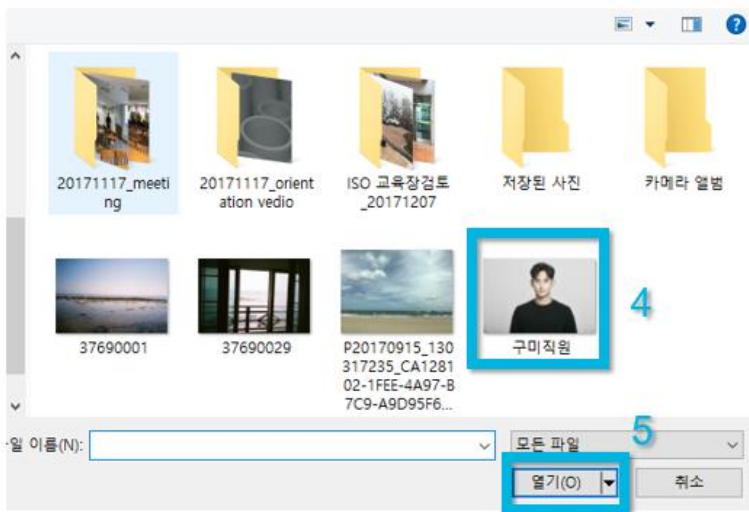 20171117_meeti
ng
20171117_orient
ation vedio
ISO 교육장검토
_20171207
저장된 사진
카메라 앨범
37690001
37690029
P20170915_130
317235_CA1281
02-1FEE-4A97-B
7C9-A9D95F6...
구미직원
4
일 이름(N):
모든 파일
5
열기(O)
취소